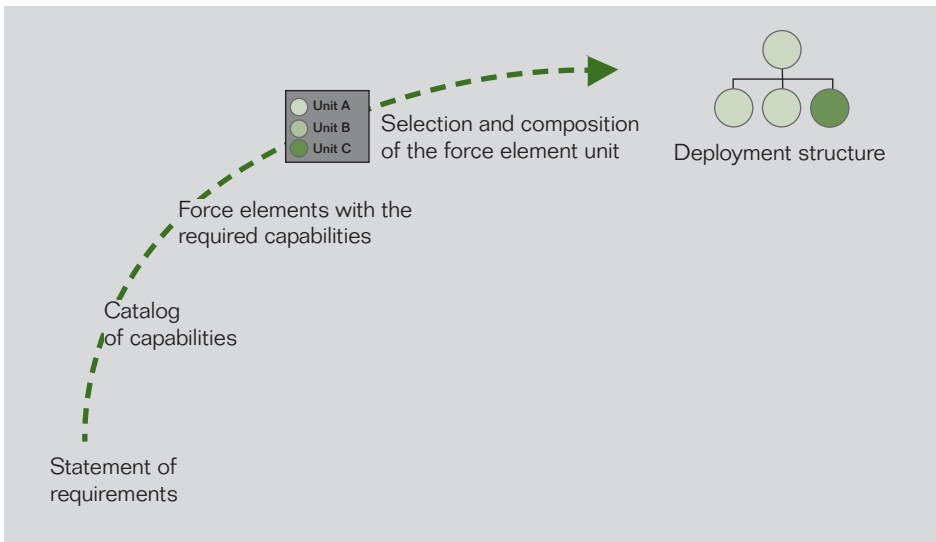 Unit A
Unit B
Unit C
Selection and composition
of the force element unit
Deployment structure
Force elements with the
required capabilities
Catalog
of capabilities
Statement of
requirements